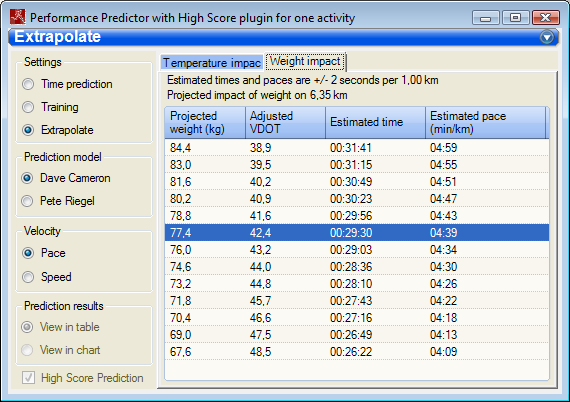 Performance Predictor with High Score plugin for one activity
Extrapolate
Settings
Time prediction
Training
Extrapolate
Prediction model
Dave Cameron
Pete Riegel
Velocity
Pace
Speed
Prediction results
View in table
View in chart
High Score Prediction
Temperature impac Weight impact
Estimated times and paces are +/- 2 seconds per 1,00 km
Projected impact of weight on 6,35 km
Projected weight (kg) Adjusted VDOT Estimated time Estimated pace (min/km)
84,4 38,9 00:31:41 04:59
83,0 39,5 00:31:15 04:55
81,6 40,2 00:30:49 04:51
80,2 40,9 00:30:23 04:47
78,8 41,6 00:29:56 04:43
77,4 42,4 00:29:30 04:39
76,0 43,2 00:29:03 04:34
74,6 44,0 00:28:36 04:30
73,2 44,8 00:28:10 04:26
71,8 45,7 00:27:43 04:22
70,4 46,6 00:27:16 04:18
69,0 47,5 00:26:49 04:13
67,6 48,5 00:26:22 04:09